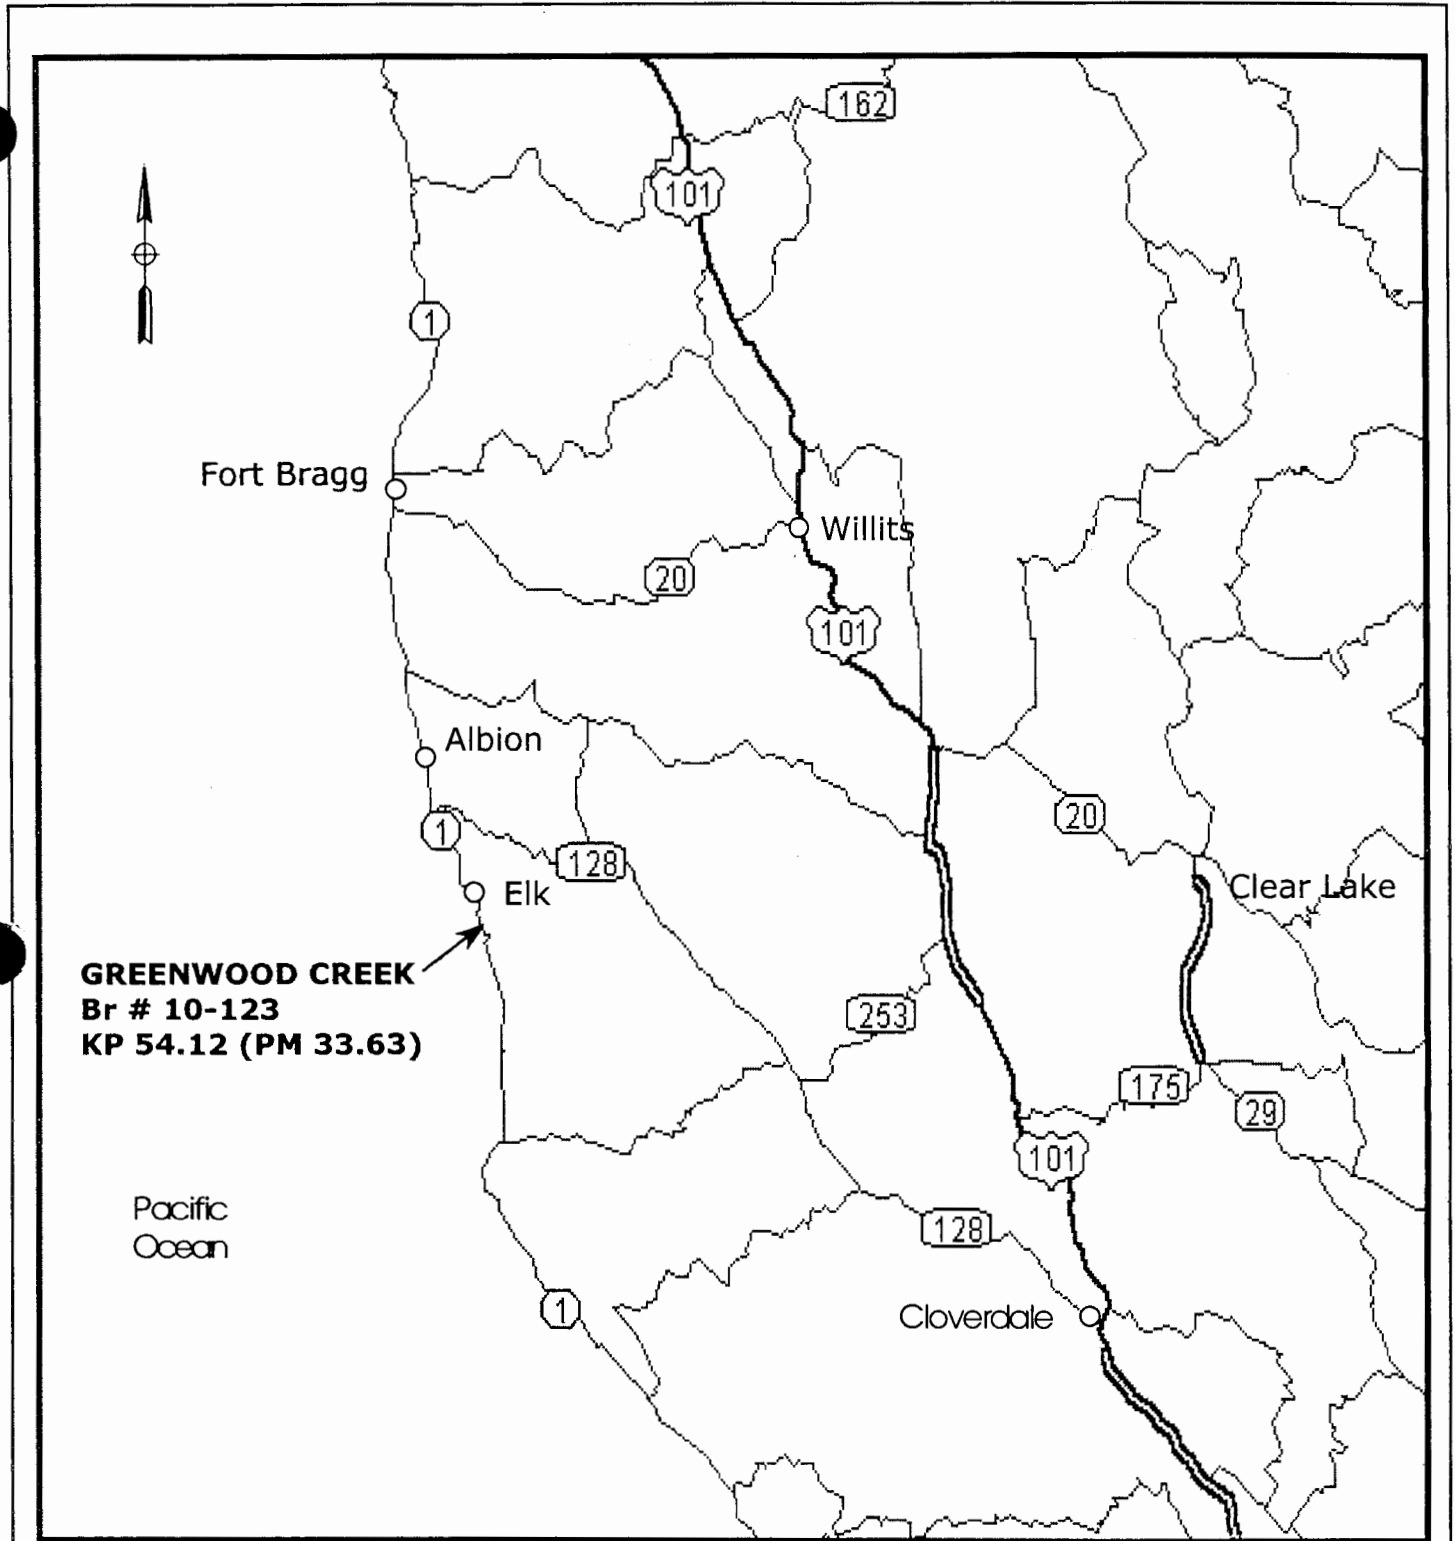 162
101
1
Fort Bragg
Willits
20
101
Albion
20
1
128
Elk
Clear Lake
GREENWOOD CREEK
Br # 10-123
KP 54.12 (PM 33.63)
253
175
29
101
Pacific
Ocean
128
1
Cloverdale